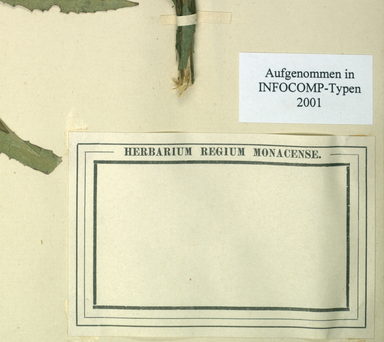 Aufgenommen in
INFOCOMP-Typen
2001
HERBARIUM REGIUM MONACENSE.